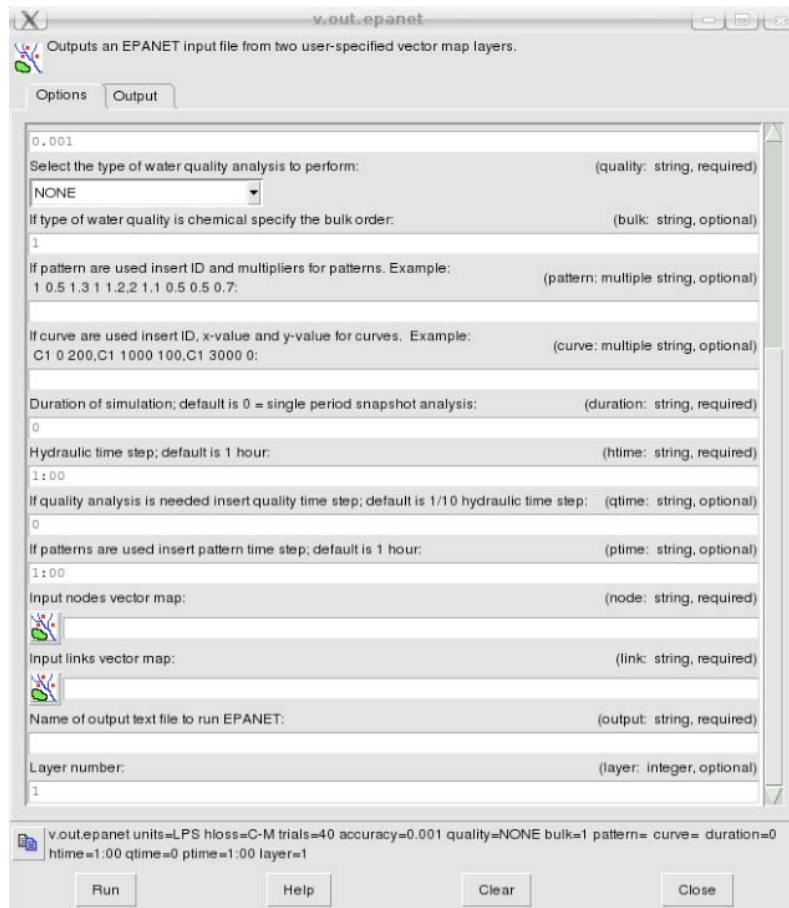 v.out.epanet
Outputs an EPANET input file from two user-specified vector map layers.
Options Output
0.001
Select the type of water quality analysis to perform: (quality: string, required)
NONE
If type of water quality is chemical specify the bulk order: (bulk: string, optional)
1
If pattern are used insert ID and multipliers for patterns. Example:
1 0.5 1.3 1 1.2,2 1.1 0.5 0.5 0.7: (pattern: multiple string, optional)
If curve are used insert ID, x-value and y-value for curves. Example:
C1 0 200,C1 1000 100,C1 3000 0: (curve: multiple string, optional)
Duration of simulation; default is 0 = single period snapshot analysis: (duration: string, required)
0
Hydraulic time step; default is 1 hour: (htime: string, required)
1:00
If quality analysis is needed insert quality time step; default is 1/10 hydraulic time step: (qtime: string, optional)
0
If patterns are used insert pattern time step; default is 1 hour: (ptime: string, optional)
1:00
Input nodes vector map: (node: string, required)
Input links vector map: (link: string, required)
Name of output text file to run EPANET: (output: string, required)
Layer number: (layer: integer, optional)
1
v.out.epanet units=LPS hloss=C-M trials=40 accuracy=0.001 quality=NONE bulk=1 pattern= curve= duration=0
htime=1:00 qtime=0 ptime=1:00 layer=1
Run Help Clear Close